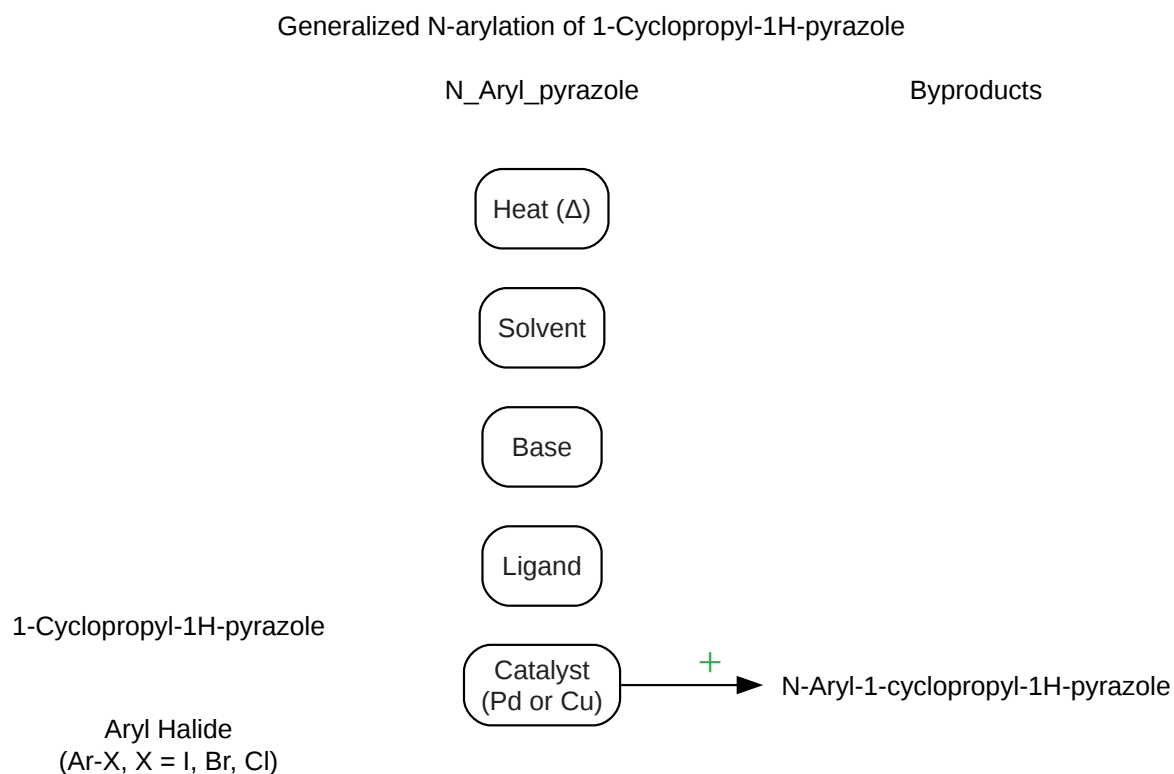 Generalized N-arylation of 1-Cyclopropyl-1H-pyrazole
N_Aryl_pyrazole
Byproducts
Heat (Δ)
Solvent
Base
Ligand
1-Cyclopropyl-1H-pyrazole
Catalyst
(Pd or Cu)
+
N-Aryl-1-cyclopropyl-1H-pyrazole
Aryl Halide
(Ar-X, X = I, Br, Cl)